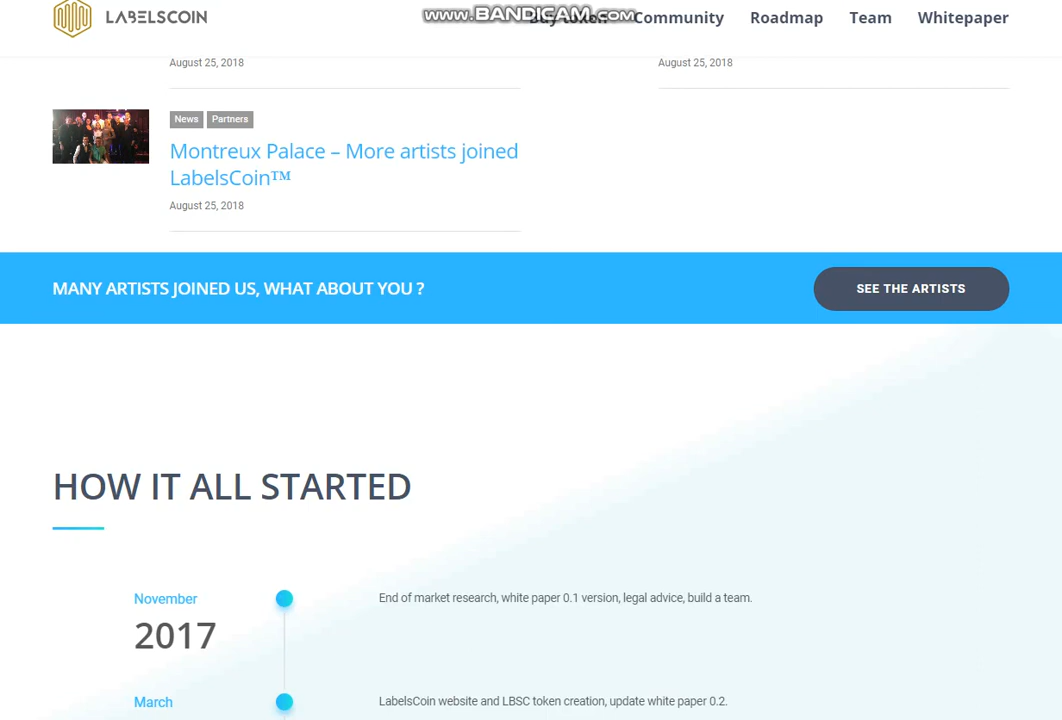 LABELSCOIN
www.BANDICAM.com
Buy token Community Roadmap Team Whitepaper
August 25, 2018
August 25, 2018
News Partners
Montreux Palace – More artists joined
LabelsCoin™
August 25, 2018
MANY ARTISTS JOINED US, WHAT ABOUT YOU ?
SEE THE ARTISTS
HOW IT ALL STARTED
November
End of market research, white paper 0.1 version, legal advice, build a team.
2017
March
LabelsCoin website and LBSC token creation, update white paper 0.2.